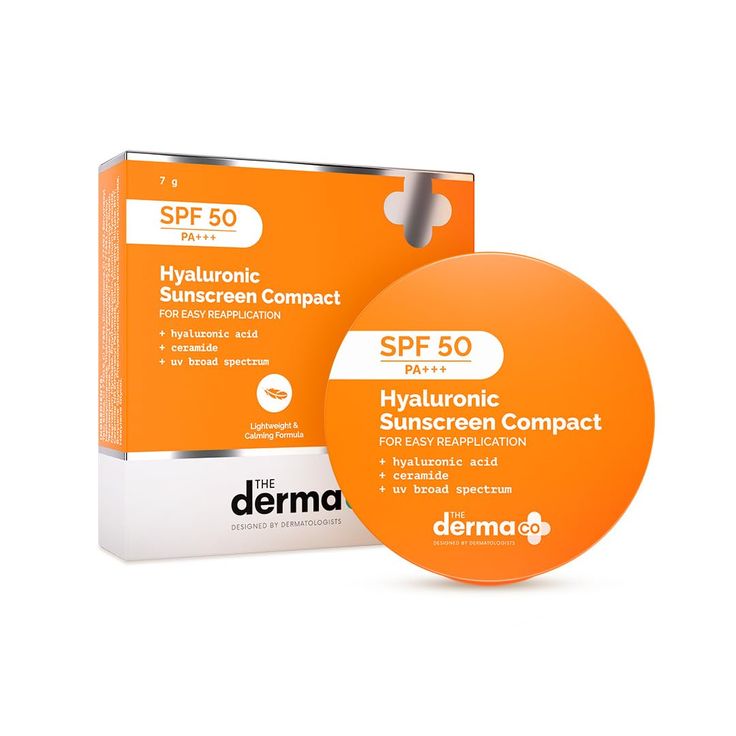 7 g
SPF 50
PA+++
Hyaluronic
Sunscreen Compact
FOR EASY REAPPLICATION
+ hyaluronic acid
+ ceramide
+ uv broad spectrum
Lightweight &
Calming Formula
THE
derma
DESIGNED BY DERMATOLOGISTS
SPF 50
PA+++
Hyaluronic
Sunscreen Compact
FOR EASY REAPPLICATION
+ hyaluronic acid
+ ceramide
+ uv broad spectrum
THE
derma co
DESIGNED BY DERMATOLOGISTS